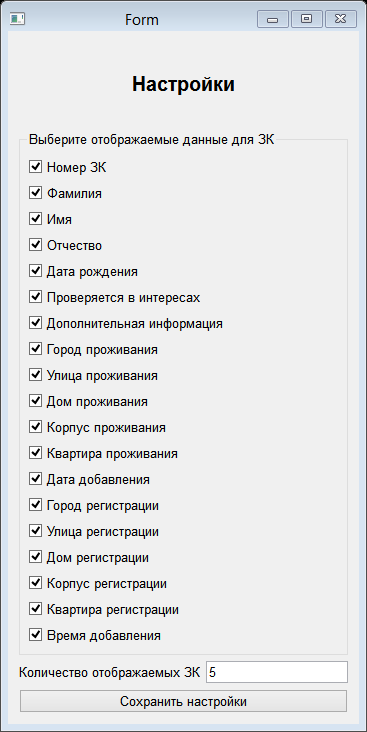 Form
Настройки
Выберите отображаемые данные для ЗК
Номер ЗК
Фамилия
Имя
Отчество
Дата рождения
Проверяется в интересах
Дополнительная информация
Город проживания
Улица проживания
Дом проживания
Корпус проживания
Квартира проживания
Дата добавления
Город регистрации
Улица регистрации
Дом регистрации
Корпус регистрации
Квартира регистрации
Время добавления
Количество отображаемых ЗК 5
Сохранить настройки